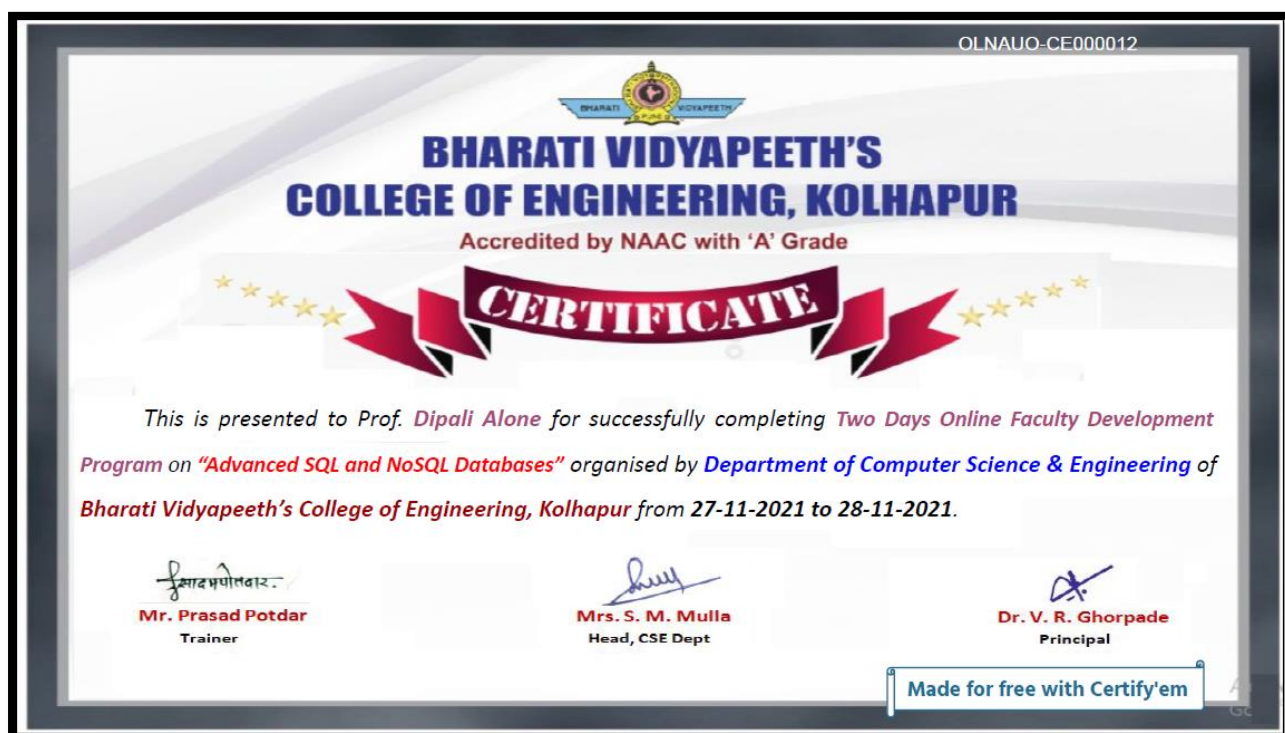 OLNAUO-CE000012
BHARATI VIDYAPEETH
PUNE
BHARATI VIDYAPEETH'S
COLLEGE OF ENGINEERING, KOLHAPUR
Accredited by NAAC with ‘A’ Grade
CERTIFICATE
This is presented to Prof. Dipali Alone for successfully completing Two Days Online Faculty Development
Program on “Advanced SQL and NoSQL Databases” organised by Department of Computer Science & Engineering of
Bharati Vidyapeeth’s College of Engineering, Kolhapur from 27-11-2021 to 28-11-2021.
Mr. Prasad Potdar
Trainer
Mrs. S. M. Mulla
Head, CSE Dept
Dr. V. R. Ghorpade
Principal
Made for free with Certify'em